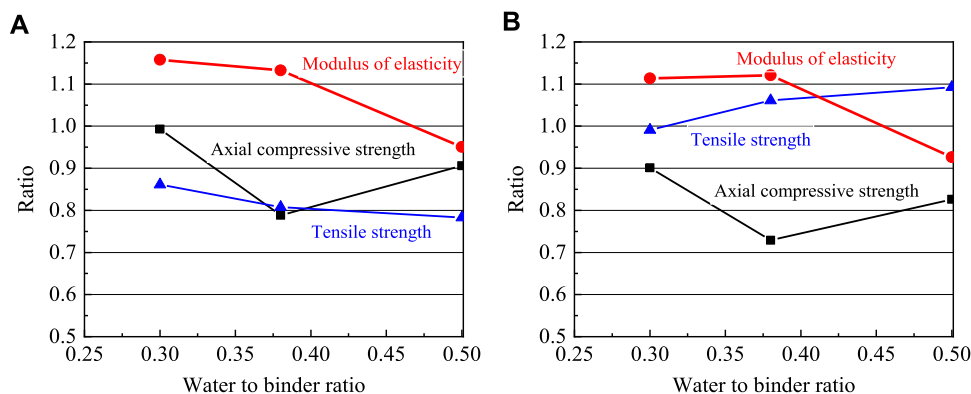 A
1.2
1.1
1.0
0.9
0.8
0.7
0.6
0.5
Ratio
Modulus of elasticity
Axial compressive strength
Tensile strength
0.25 0.30 0.35 0.40 0.45 0.50
Water to binder ratio
B
1.2
1.1
1.0
0.9
0.8
0.7
0.6
0.5
Ratio
Modulus of elasticity
Tensile strength
Axial compressive strength
0.25 0.30 0.35 0.40 0.45 0.50
Water to binder ratio